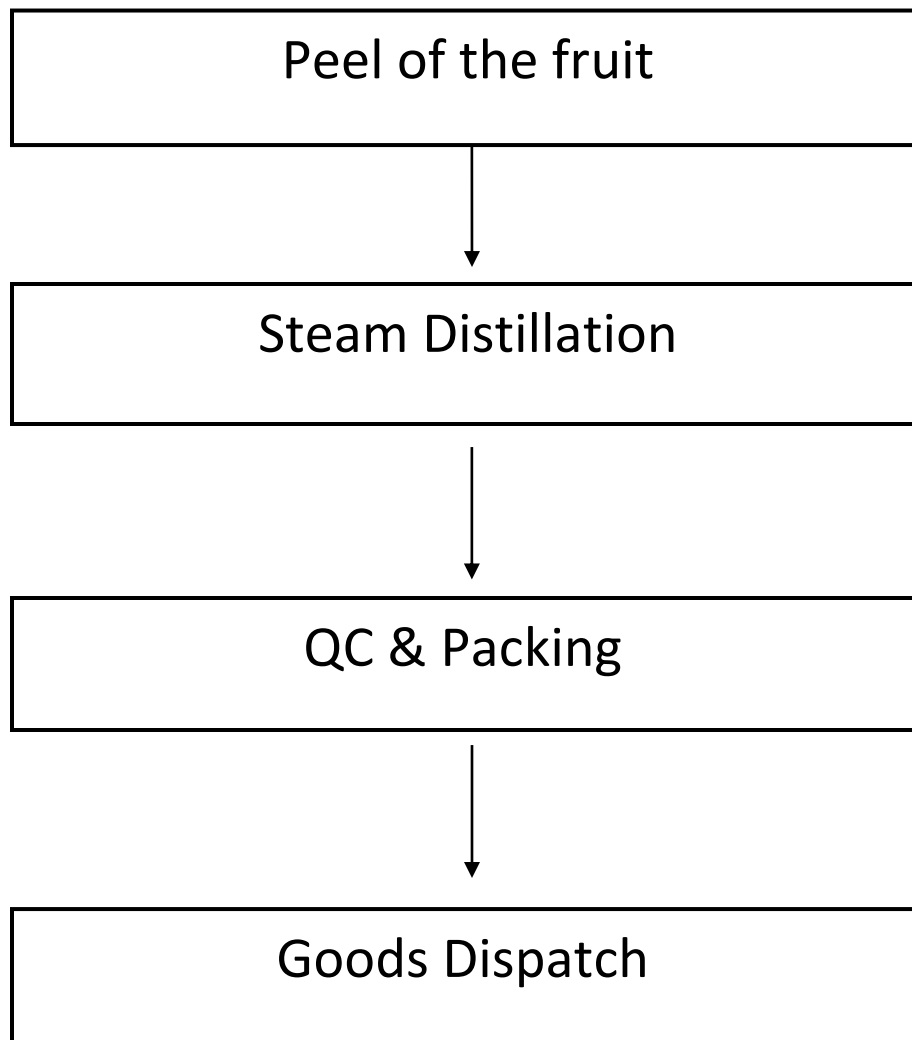 Peel of the fruit
Steam Distillation
QC & Packing
Goods Dispatch